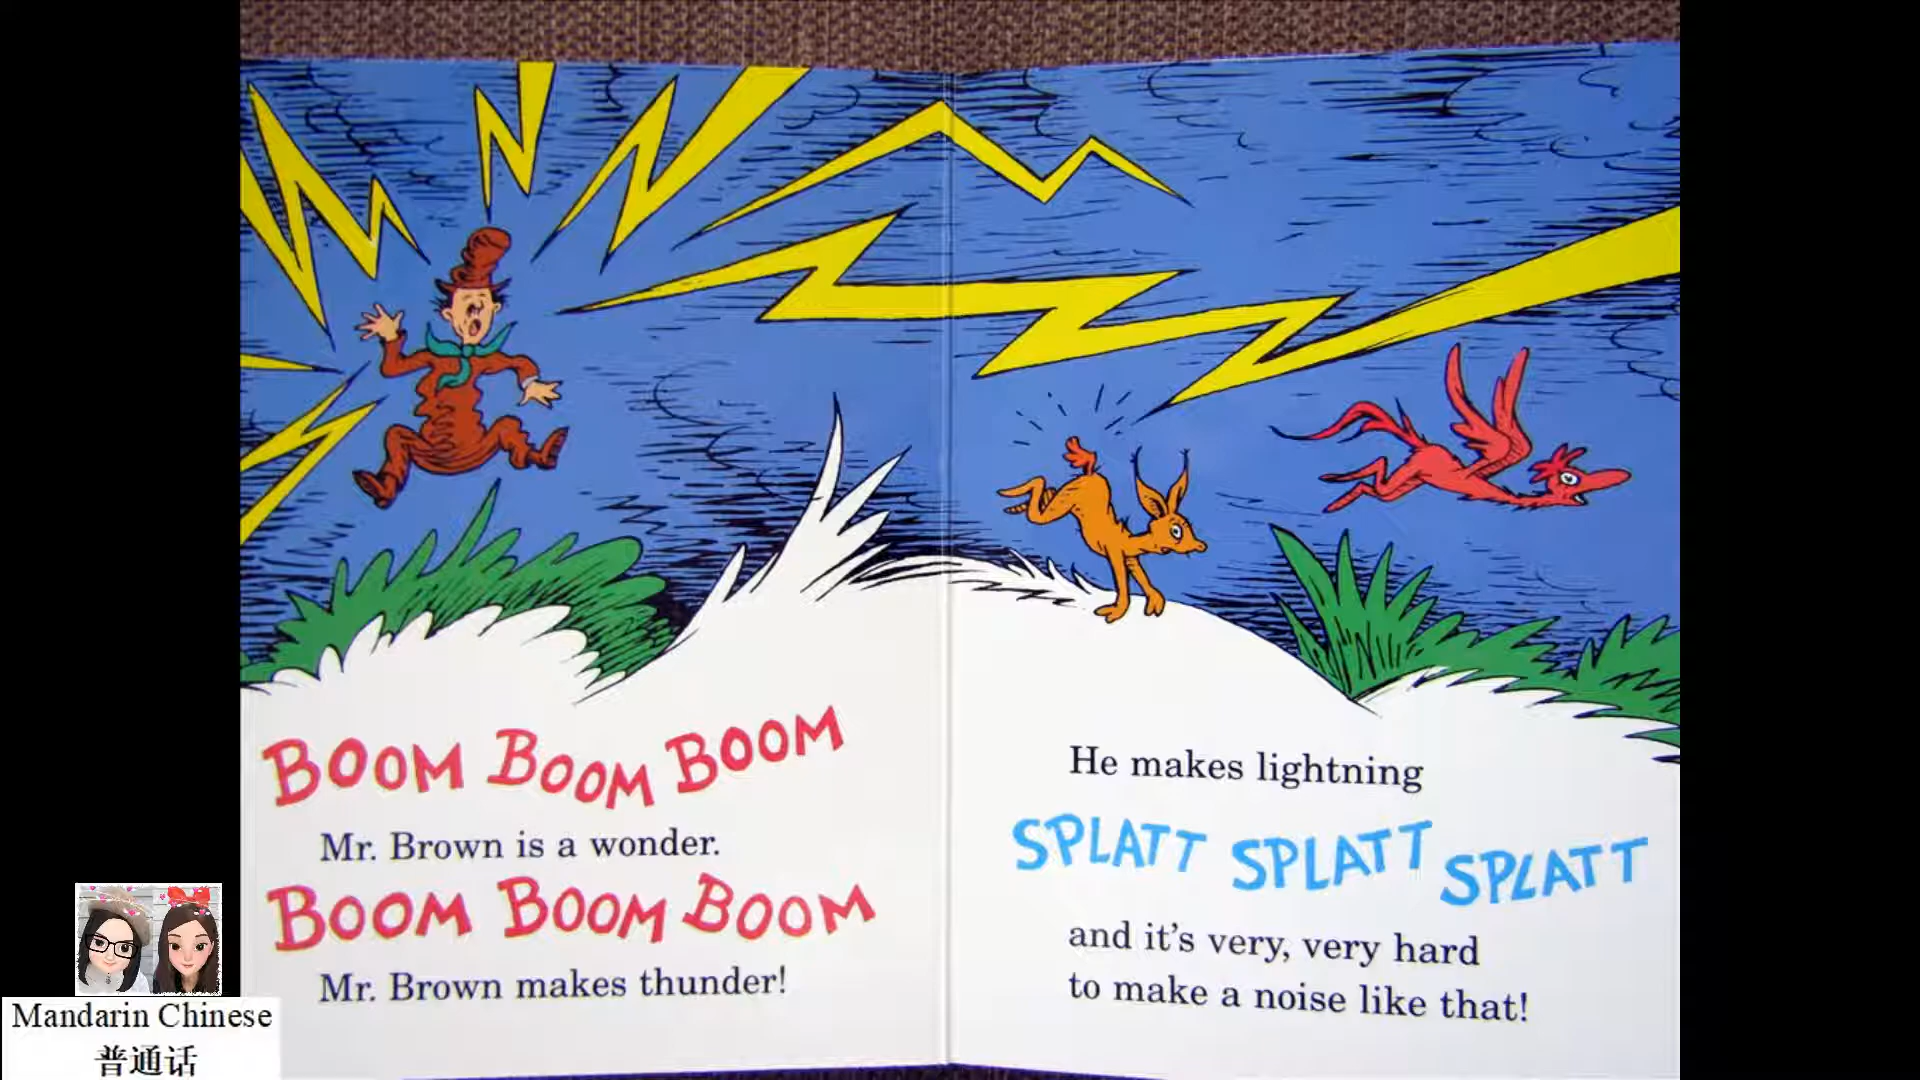 BOOM BOOM BOOM
Mr. Brown is a wonder.
BOOM BOOM BOOM
Mr. Brown makes thunder!
He makes lightning
SPLATT SPLATT SPLATT
and it's very, very hard
to make a noise like that!
Mandarin Chinese
普通话